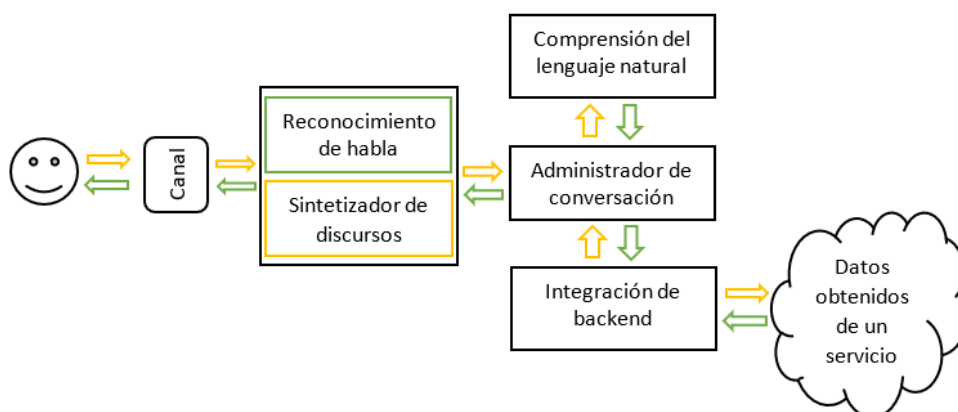 Comprensión del
lenguaje natural
Reconocimiento
de habla
Canal
Administrador de
conversación
Sintetizador de
discursos
Integración de
backend
Datos
obtenidos
de un
servicio